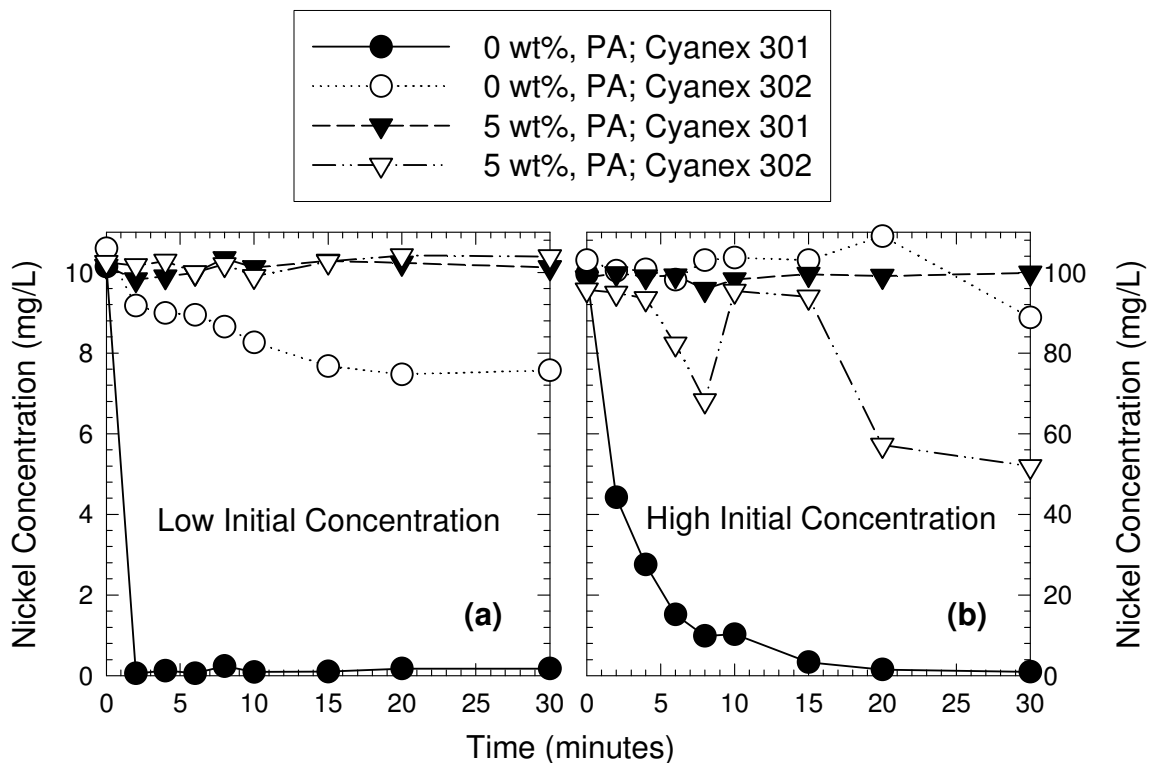 0 wt%, PA; Cyanex 301
0 wt%, PA; Cyanex 302
5 wt%, PA; Cyanex 301
5 wt%, PA; Cyanex 302
Nickel Concentration (mg/L)
10
8
6
4
2
0
Low Initial Concentration
(a)
0 5 10 15 20 25 30
High Initial Concentration
(b)
0 5 10 15 20 25 30
100
80
60
40
20
0
Nickel Concentration (mg/L)
Time (minutes)